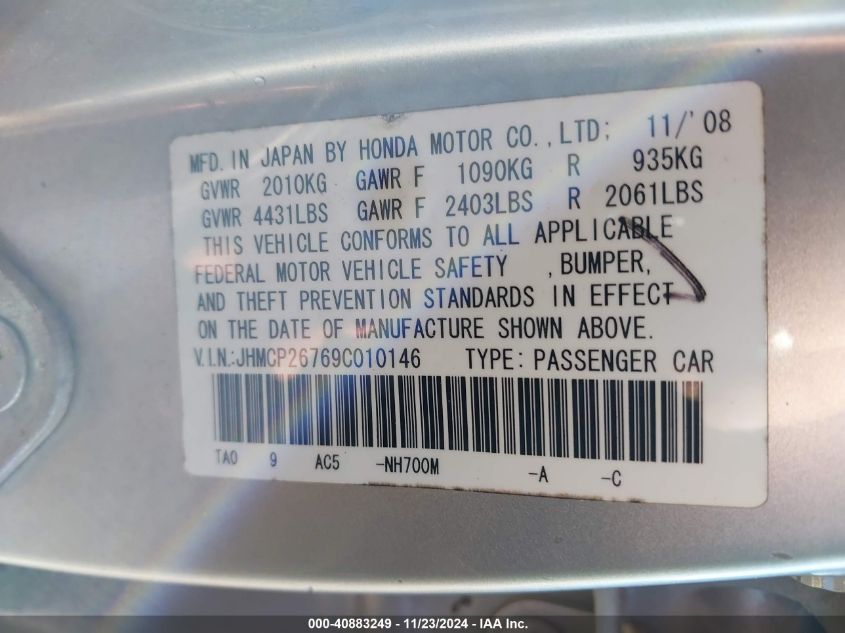 MFD. IN JAPAN BY HONDA MOTOR CO., LTD; 11/'08
GVWR 2010KG GAWR F 1090KG R 935KG
GVWR 4431LBS GAWR F 2403LBS R 2061LBS
THIS VEHICLE CONFORMS TO ALL APPLICABLE
FEDERAL MOTOR VEHICLE SAFETY , BUMPER,
AND THEFT PREVENTION STANDARDS IN EFFECT
ON THE DATE OF MANUFACTURE SHOWN ABOVE.
V.I.N.:JHMCP26769C010146 TYPE: PASSENGER CAR
TA0 9 AC5 -NH700M -A -C
000-40883249 - 11/23/2024 - IAA Inc.